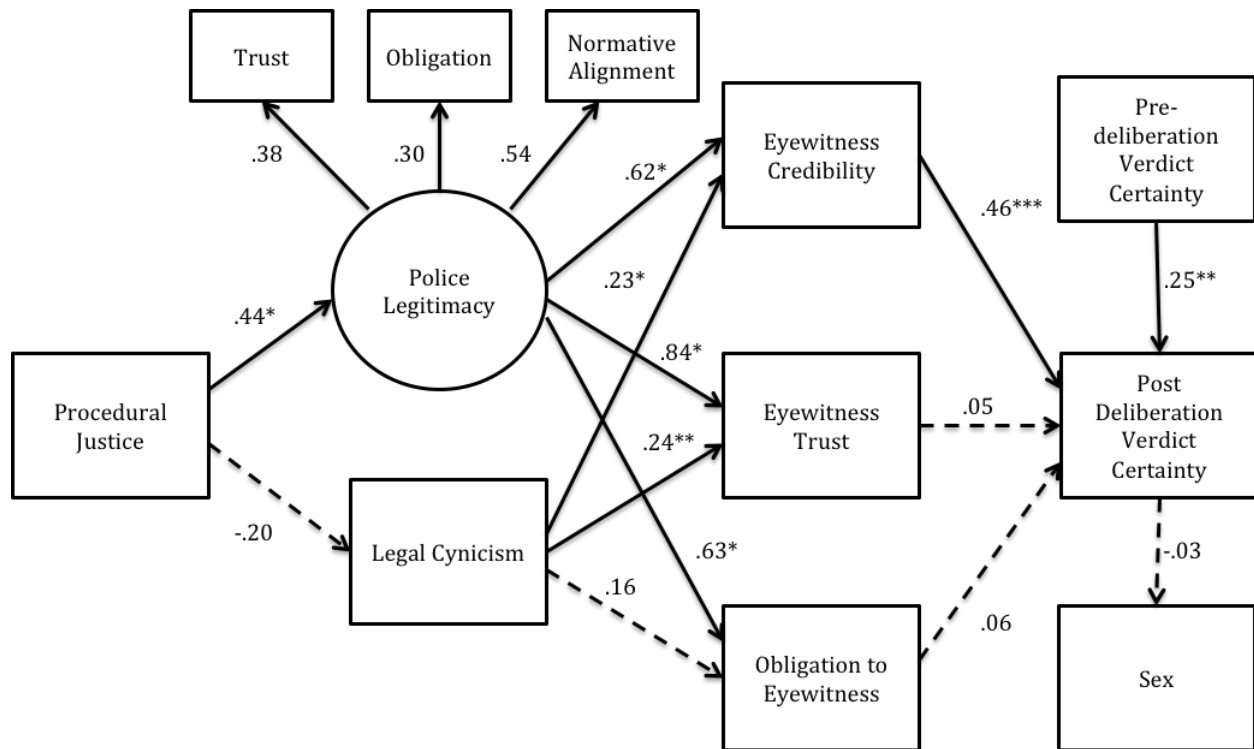 Trust
Obligation
Normative
Alignment
.38
.30
.54
Eyewitness
Credibility
Pre-
deliberation
Verdict
Certainty
.62*
.46***
Police
Legitimacy
.23*
.25**
.44*
.84*
Procedural
Justice
Eyewitness
Trust
.05
Post
Deliberation
Verdict
Certainty
.24**
-.20
Legal Cynicism
.63*
-.03
.16
.06
Obligation to
Eyewitness
Sex